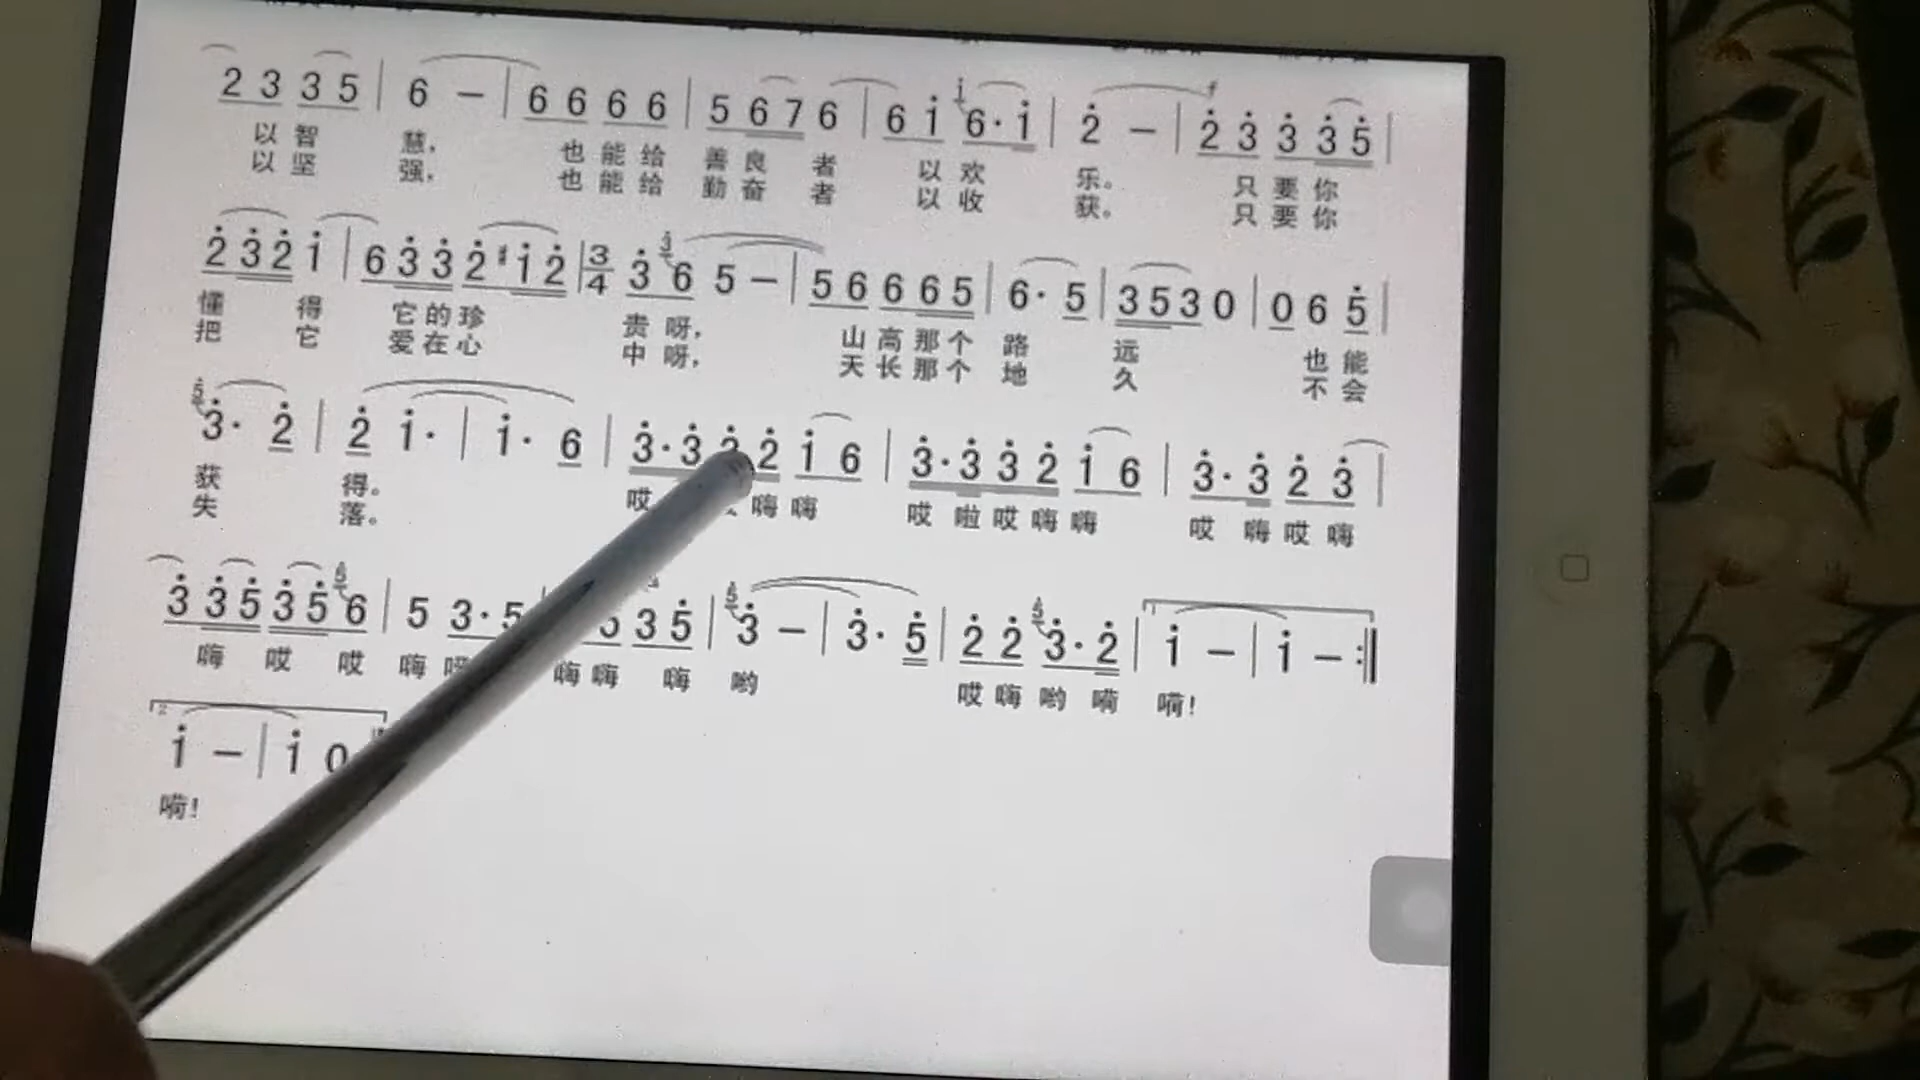 2 3 3 5 | 6 － | 6 6 6 6 | 5 6 7 6 | 6 i 6· i | 2 － | 2 3 3 3 5 |
以 智 慧， 也 能 给 善 良 者 以 欢 乐。 只 要 你
以 坚 强， 也 能 给 勤 奋 者 以 收 获。 只 要 你
2 3 2 i | 6 3 3 2 #i 2 | 3/4 3 6 5 － | 5 6 6 6 5 | 6· 5 | 3 5 3 0 | 0 6 5 |
懂 得 它 的 珍 贵 呀， 山 高 那 个 路 远 也 能
把 它 爱 在 心 中 呀， 天 长 那 个 地 久 不 会
3· 2 | 2 i· | i· 6 | 3· 3 2 i 6 | 3· 3 3 2 i 6 | 3· 3 2 3 |
获 得。 哎 嗨 嗨 哎 啦 哎 嗨 嗨 哎 嗨 哎 嗨
失 落。
3 3 5 3 5 6 | 5 3· 5 3 5 | 3 － | 3· 5 | 2 2 3· 2 | i － | i － :|
嗨 哎 哎 嗨 嗨 嗨 嗨 哟 哎 嗨 哟 嗬 嗬！
i － | i 0
嗬！